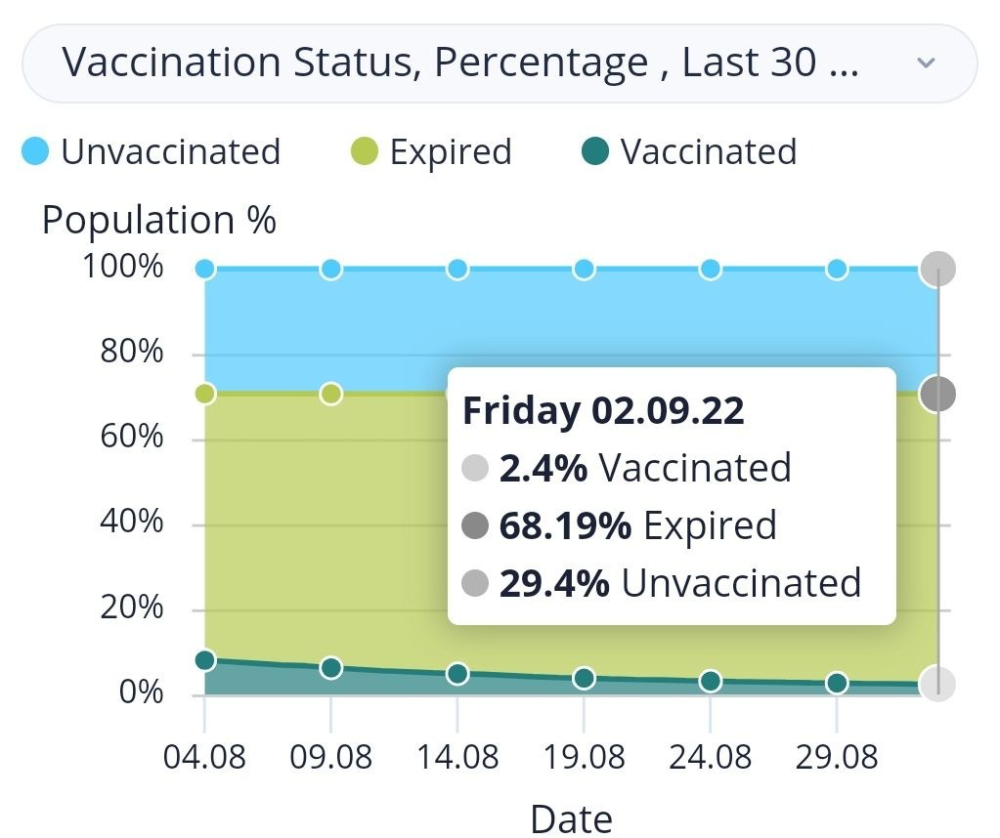 Vaccination Status, Percentage , Last 30 ...
Unvaccinated Expired Vaccinated
Population %
100%
80%
Friday 02.09.22
2.4% Vaccinated
68.19% Expired
29.4% Unvaccinated
60%
40%
20%
0%
04.08 09.08 14.08 19.08 24.08 29.08
Date